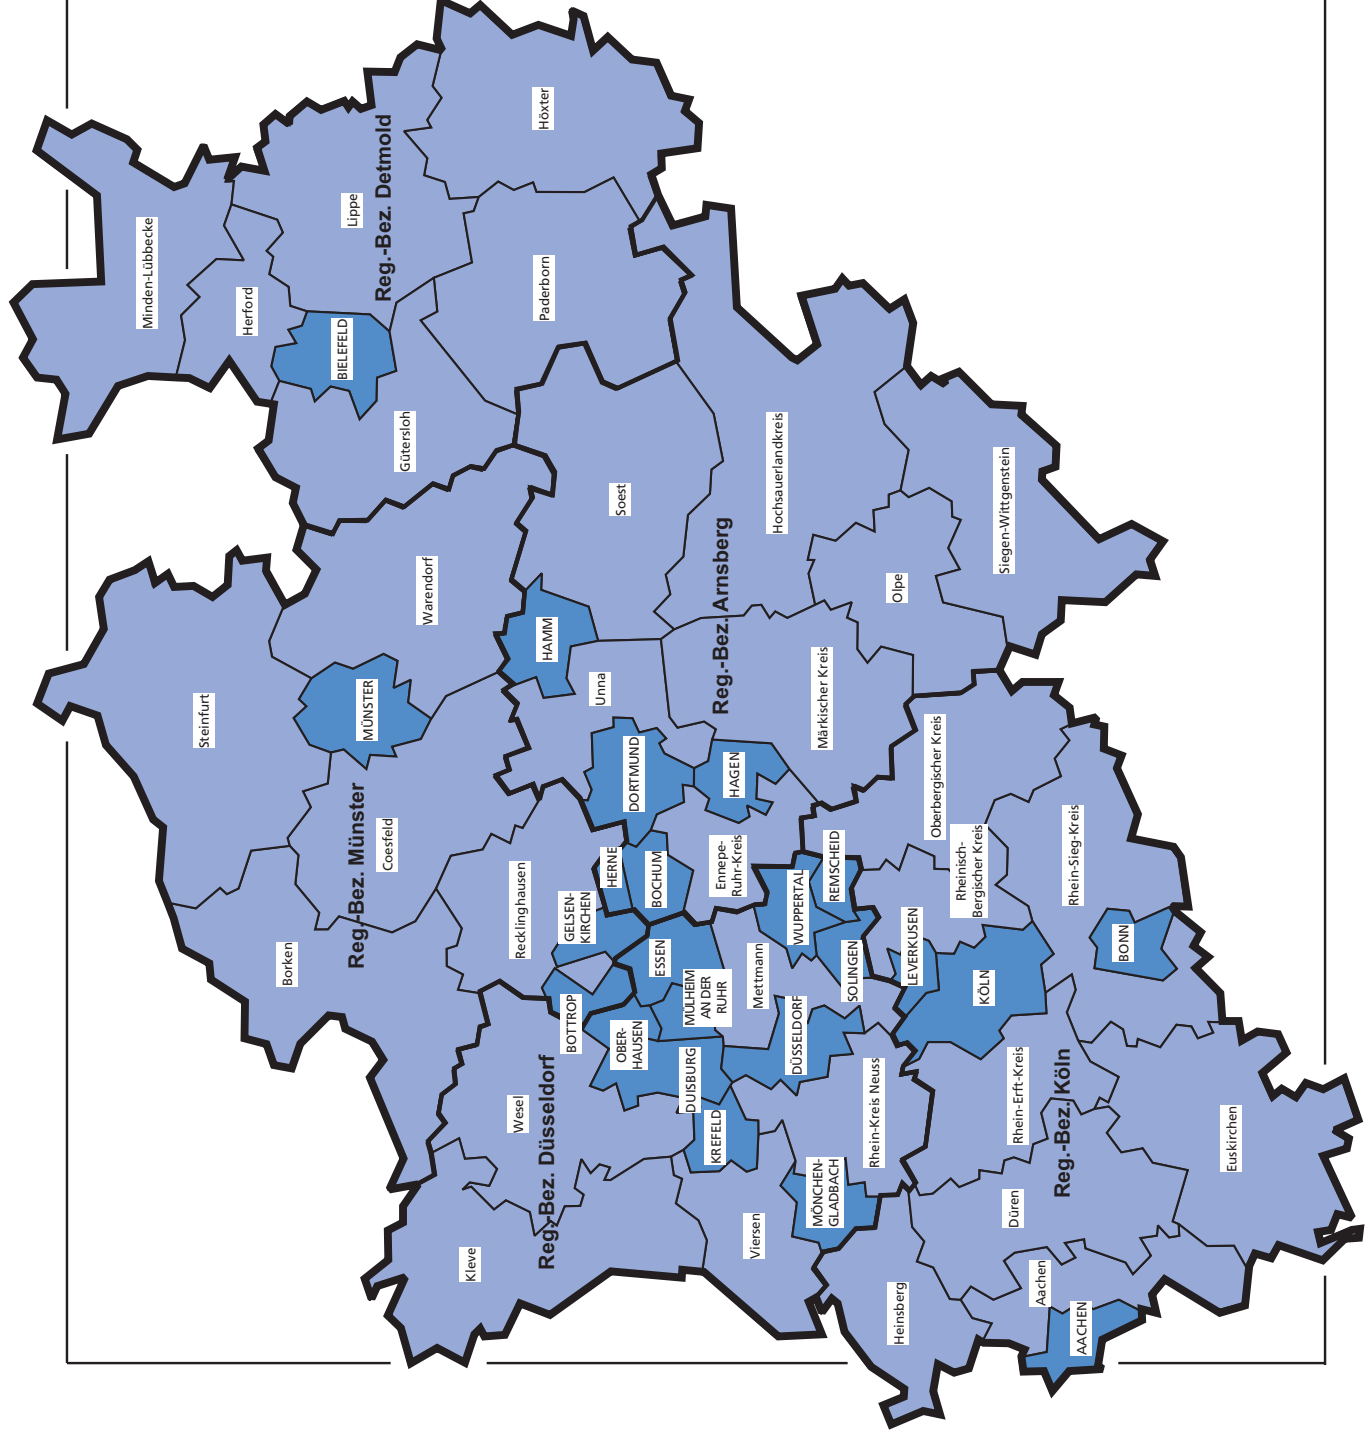 Minden-Lübbecke
Herford
BIELEFELD
Lippe
Reg.-Bez. Detmold
Höxter
Paderborn
Gütersloh
Steinfurt
MÜNSTER
Warendorf
Reg.-Bez. Münster
Coesfeld
Borken
Recklinghausen
GELSEN-
KIRCHEN
BOTTROP
HAMM
Unna
Soest
DORTMUND
HERNE
BOCHUM
HAGEN
Ennepe-
Ruhr-Kreis
Reg.-Bez. Arnsberg
Hochsauerlandkreis
Märkischer Kreis
Olpe
Siegen-Wittgenstein
Kleve
Wesel
Reg.-Bez. Düsseldorf
OBER-
HAUSEN
ESSEN
MÜLHEIM
AN DER
RUHR
DUISBURG
KREFELD
Viersen
Mettmann
WUPPERTAL
REMSCHEID
SOLINGEN
DÜSSELDORF
MÖNCHEN-
GLADBACH
Rhein-Kreis Neuss
Heinsberg
LEVERKUSEN
Oberbergischer Kreis
Rheinisch-
Bergischer Kreis
KÖLN
Rhein-Erft-Kreis
Reg.-Bez. Köln
Düren
Aachen
AACHEN
Rhein-Sieg-Kreis
BONN
Euskirchen